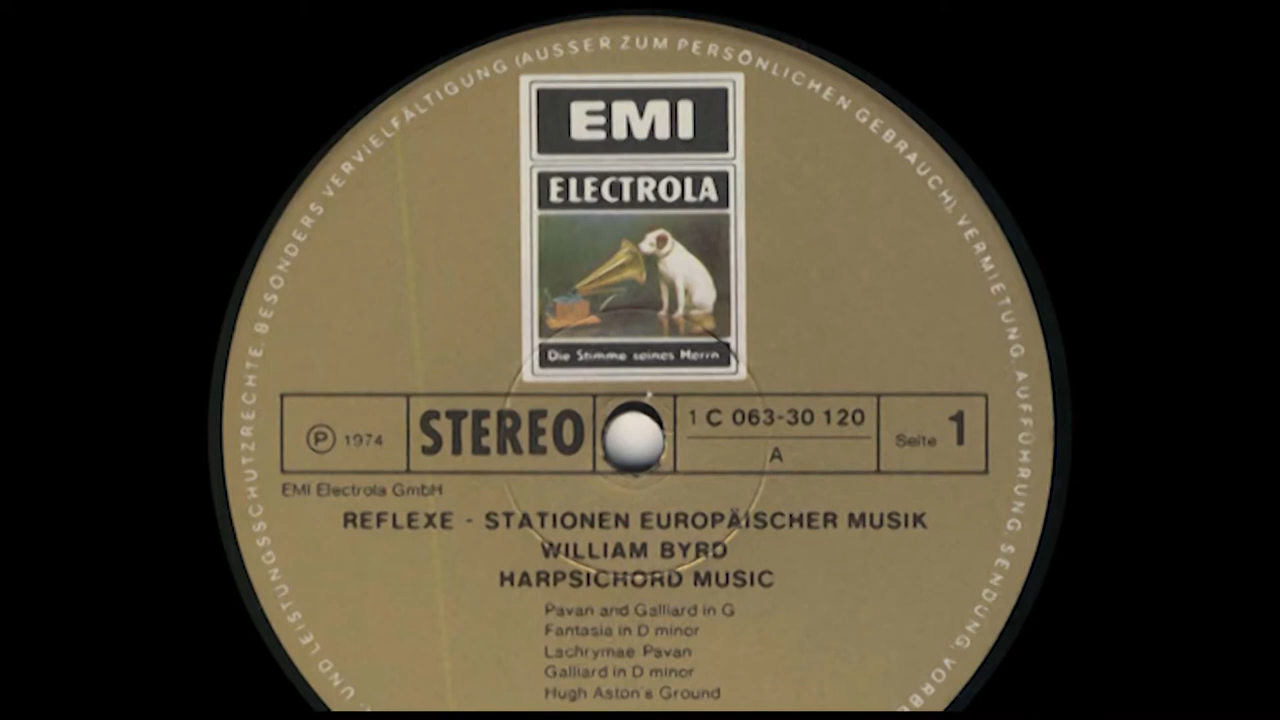 UND LEISTUNGSSCHUTZRECHTE. BESONDERS VERVIELFÄLTIGUNG (AUSSER ZUM PERSÖNLICHEN GEBRAUCH), VERMIETUNG, AUFFÜHRUNG, SENDUNG,
EMI
ELECTROLA
Die Stimme seines Herrn
Ⓟ 1974
STEREO
1 C 063-30 120
A
Seite 1
EMI Electrola GmbH
REFLEXE - STATIONEN EUROPÄISCHER MUSIK
WILLIAM BYRD
HARPSICHORD MUSIC
Pavan and Galliard in G
Fantasia in D minor
Lachrymae Pavan
Galliard in D minor
Hugh Aston's Ground